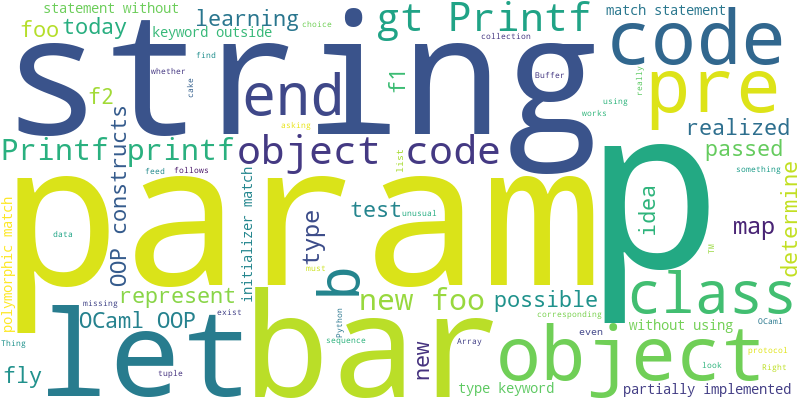 statement without
learning
choice
gt Printf
match statement
foo
today
keyword outside
collection
code
find
string
whether
cake
f1
Buffer
really
pre
end
f2
using
works
asking
realized
Printf printf
object code
passed
list
something
feed
follows
OOP constructs
initializer match
param
p
idea
determine
polymorphic match
type
test
unusual
map
data
must
TM
b
class
represent
new foo
possible
missing
exist
corresponding
OCaml OOP
Python
let
bar
without using
OCaml
even
object
Thing
sequence
new
Array
look
protocol
Right
fly
tuple
type keyword
partially implemented